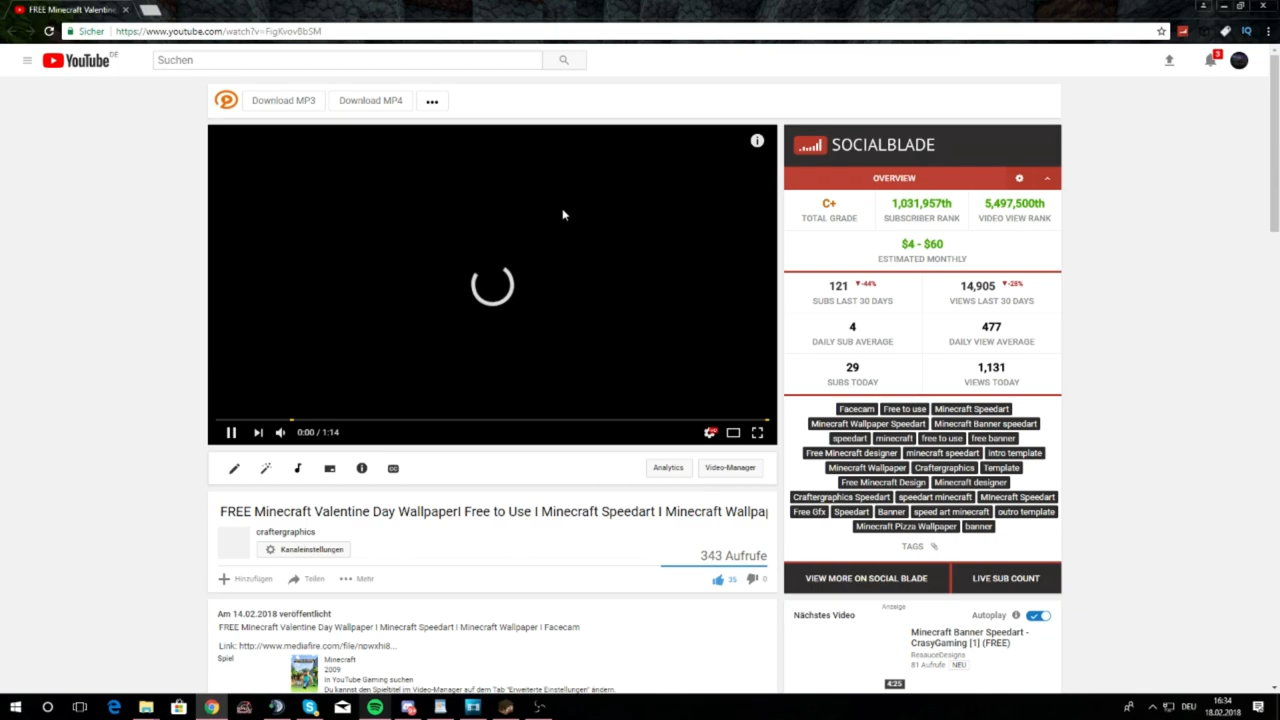 FREE Minecraft Valentine
Sicher
https://www.youtube.com/watch?v=FigKvovBbSM
YouTube DE
Suchen
3
Download MP3
Download MP4
SOCIALBLADE
OVERVIEW
C+
1,031,957th
5,497,500th
TOTAL GRADE
SUBSCRIBER RANK
VIDEO VIEW RANK
$4 - $60
ESTIMATED MONTHLY
121 -44%
14,905 -28%
SUBS LAST 30 DAYS
VIEWS LAST 30 DAYS
4
477
DAILY SUB AVERAGE
DAILY VIEW AVERAGE
29
1,131
SUBS TODAY
VIEWS TODAY
Facecam Free to use Minecraft Speedart
Minecraft Wallpaper Speedart Minecraft Banner speedart
speedart minecraft free to use free banner
Free Minecraft designer minecraft speedart intro template
Minecraft Wallpaper Craftergraphics Template
Free Minecraft Design Minecraft designer
Craftergraphics Speedart speedart minecraft Minecraft Speedart
Free Gfx Speedart Banner speed art minecraft outro template
Minecraft Pizza Wallpaper banner
TAGS
VIEW MORE ON SOCIAL BLADE
LIVE SUB COUNT
0:00 / 1:14
Analytics
Video-Manager
FREE Minecraft Valentine Day WallpaperI Free to Use I Minecraft Speedart I Minecraft Wallpap
craftergraphics
Kanaleinstellungen
343 Aufrufe
Hinzufügen
Teilen
Mehr
35
0
Am 14.02.2018 veröffentlicht
FREE Minecraft Valentine Day Wallpaper I Minecraft Speedart I Minecraft Wallpaper I Facecam
Link: http://www.mediafire.com/file/npwxhi8...
Spiel
Minecraft
2009
In YouTube Gaming suchen
Du kannst den Spieltitel im Video-Manager auf dem Tab "Erweiterte Einstellungen" ändern.
Anzeige
Nächstes Video
Autoplay
Minecraft Banner Speedart -
CrasyGaming [1] (FREE)
ResauceDesigns
81 Aufrufe NEU
4:25
DEU
16:34
18.02.2018